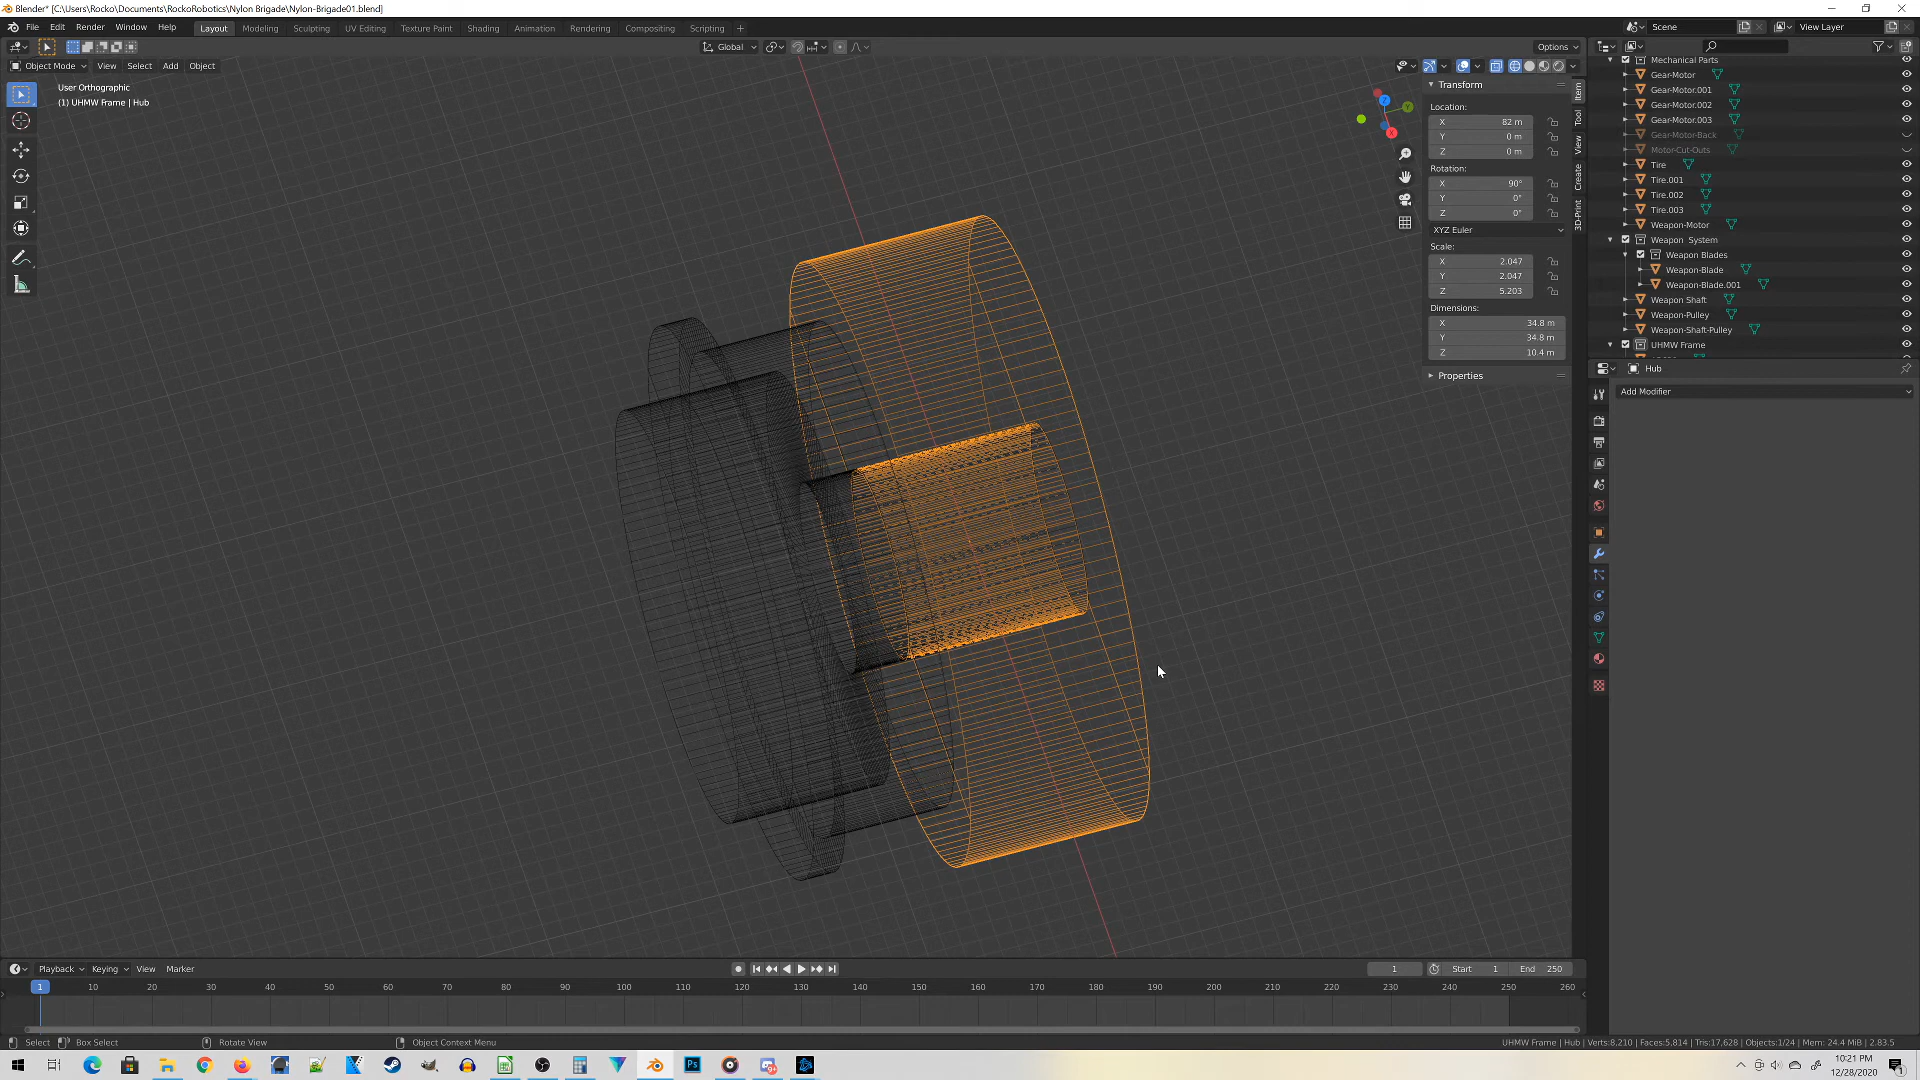 Blender* [C:\Users\Rocko\Documents\RockoRobotics\Nylon Brigade\Nylon-Brigade01.blend]
File Edit Render Window Help Layout Modeling Sculpting UV Editing Texture Paint Shading Animation Rendering Compositing Scripting + Scene View Layer
Global Options
Object Mode View Select Add Object
User Orthographic
(1) UHMW Frame | Hub
Transform
Location:
X 82 m
Y 0 m
Z 0 m
Rotation:
X 90°
Y 0°
Z 0°
XYZ Euler
Scale:
X 2.047
Y 2.047
Z 5.203
Dimensions:
X 34.8 m
Y 34.8 m
Z 10.4 m
Properties
Item
Tool
View
Create
3D-Print
Z
Y
X
Mechanical Parts
Gear-Motor
Gear-Motor.001
Gear-Motor.002
Gear-Motor.003
Gear-Motor-Back
Motor-Cut-Outs
Tire
Tire.001
Tire.002
Tire.003
Weapon-Motor
Weapon System
Weapon Blades
Weapon-Blade
Weapon-Blade.001
Weapon Shaft
Weapon-Pulley
Weapon-Shaft-Pulley
UHMW Frame
Hub
Add Modifier
Playback Keying View Marker 1 Start 1 End 250
1 10 20 30 40 50 60 70 80 90 100 110 120 130 140 150 160 170 180 190 200 210 220 230 240 250 260
Select Box Select Rotate View Object Context Menu UHMW Frame | Hub | Verts:8,210 | Faces:5,814 | Tris:17,628 | Objects:1/24 | Mem: 24.4 MiB | 2.83.5
Ps
10:21 PM
12/28/2020